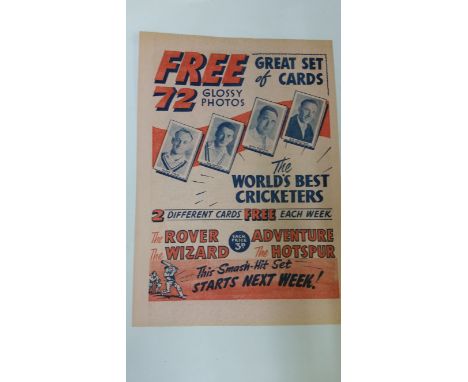 FREE
GREAT SET
of CARDS
72 GLOSSY
PHOTOS
The
WORLD'S BEST
CRICKETERS
2 DIFFERENT CARDS FREE EACH WEEK.
The ROVER EACH PRICE 3D ADVENTURE
The WIZARD The HOTSPUR
This Smash-Hit Set
STARTS NEXT WEEK!